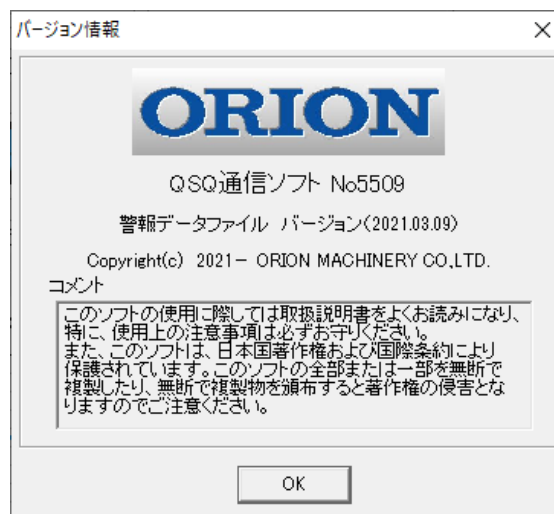 バージョン情報
ORION
QSQ通信ソフト No5509
警報データファイル バージョン(2021.03.09)
Copyright(c) 2021- ORION MACHINERY CO,LTD.
コメント
このソフトの使用に際しては取扱説明書をよくお読みになり、
特に、使用上の注意事項は必ずお守りください。
また、このソフトは、日本国著作権および国際条約により
保護されています。このソフトの全部または一部を無断で
複製したり、無断で複製物を頒布すると著作権の侵害とな
りますのでご注意ください。
OK